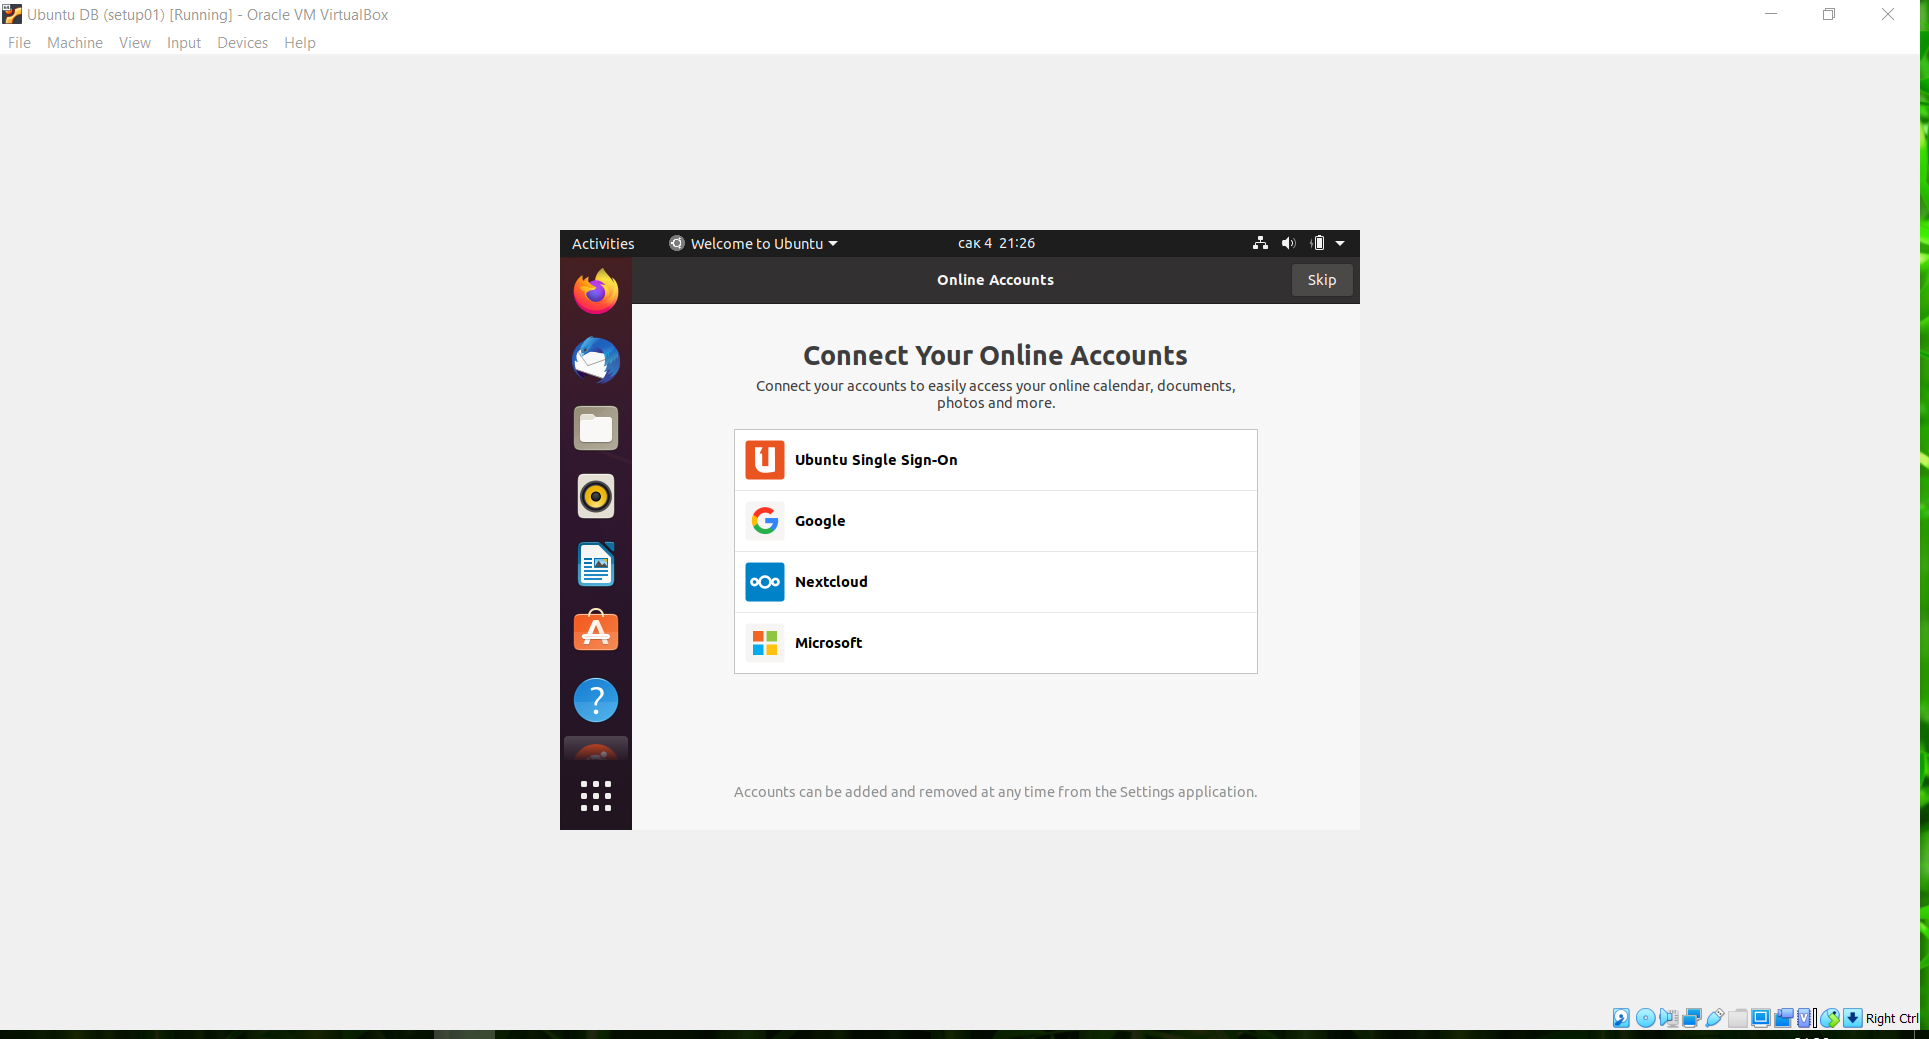 Ubuntu DB (setup01) [Running] - Oracle VM VirtualBox
File Machine View Input Devices Help
Activities Welcome to Ubuntu сак 4 21:26
Online Accounts Skip
Connect Your Online Accounts
Connect your accounts to easily access your online calendar, documents,
photos and more.
Ubuntu Single Sign-On
Google
Nextcloud
Microsoft
Accounts can be added and removed at any time from the Settings application.
Right Ctrl